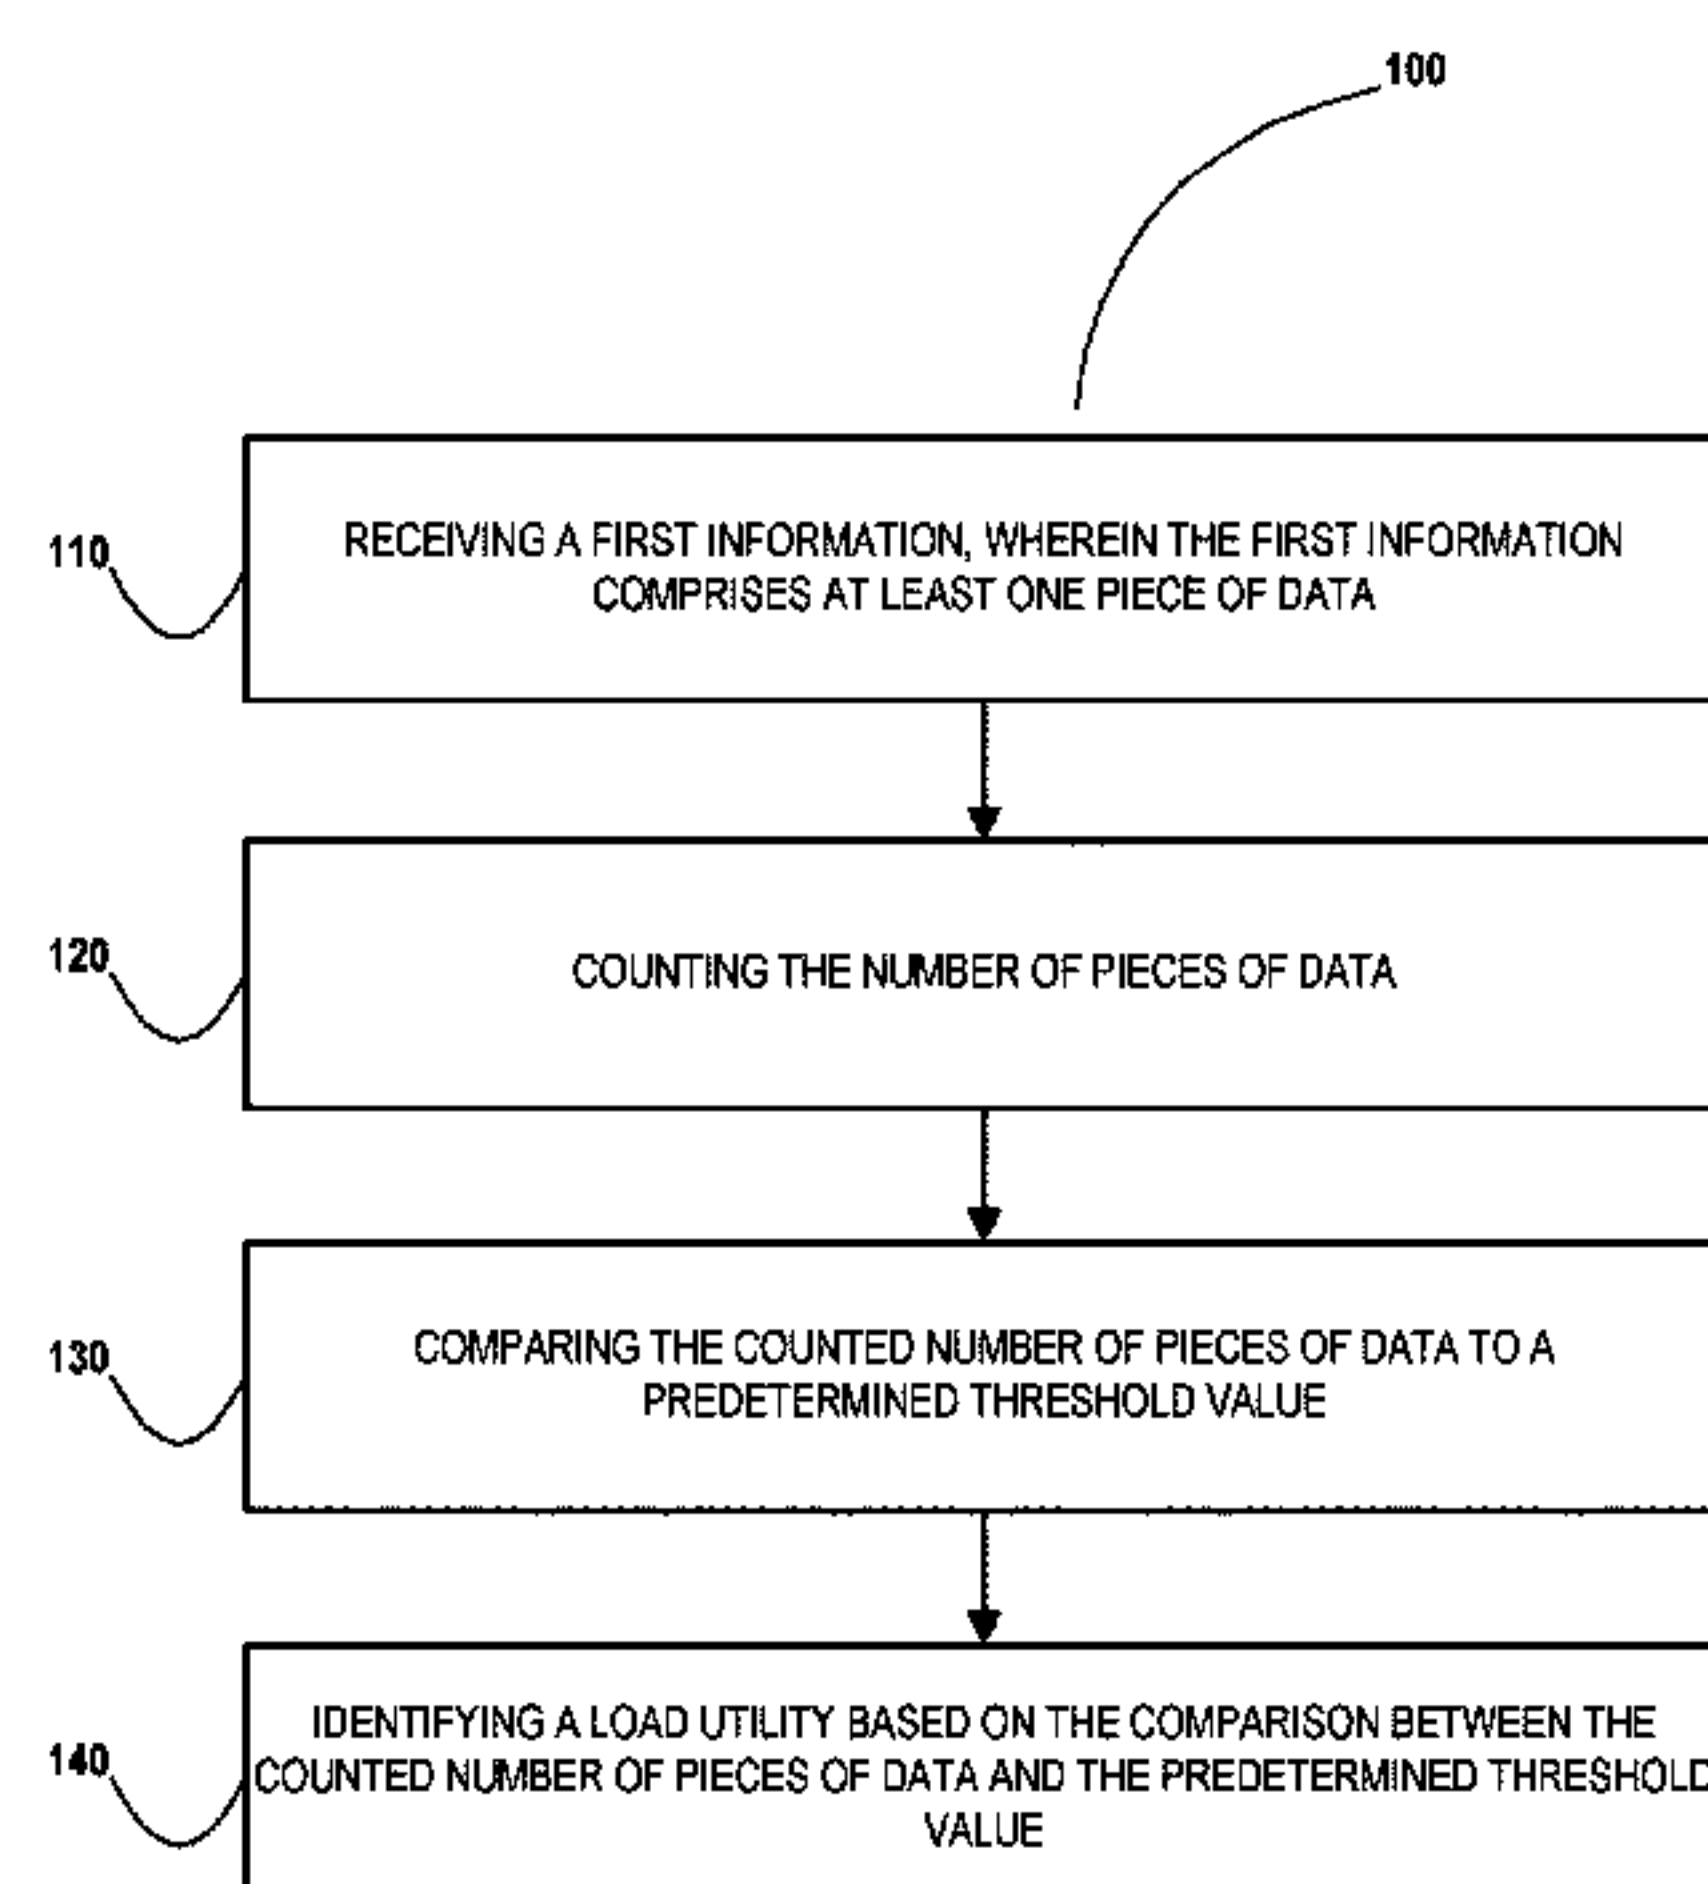 100
110
RECEIVING A FIRST INFORMATION, WHEREIN THE FIRST INFORMATION
COMPRISES AT LEAST ONE PIECE OF DATA
120
COUNTING THE NUMBER OF PIECES OF DATA
130
COMPARING THE COUNTED NUMBER OF PIECES OF DATA TO A
PREDETERMINED THRESHOLD VALUE
140
IDENTIFYING A LOAD UTILITY BASED ON THE COMPARISON BETWEEN THE
COUNTED NUMBER OF PIECES OF DATA AND THE PREDETERMINED THRESHOLD
VALUE